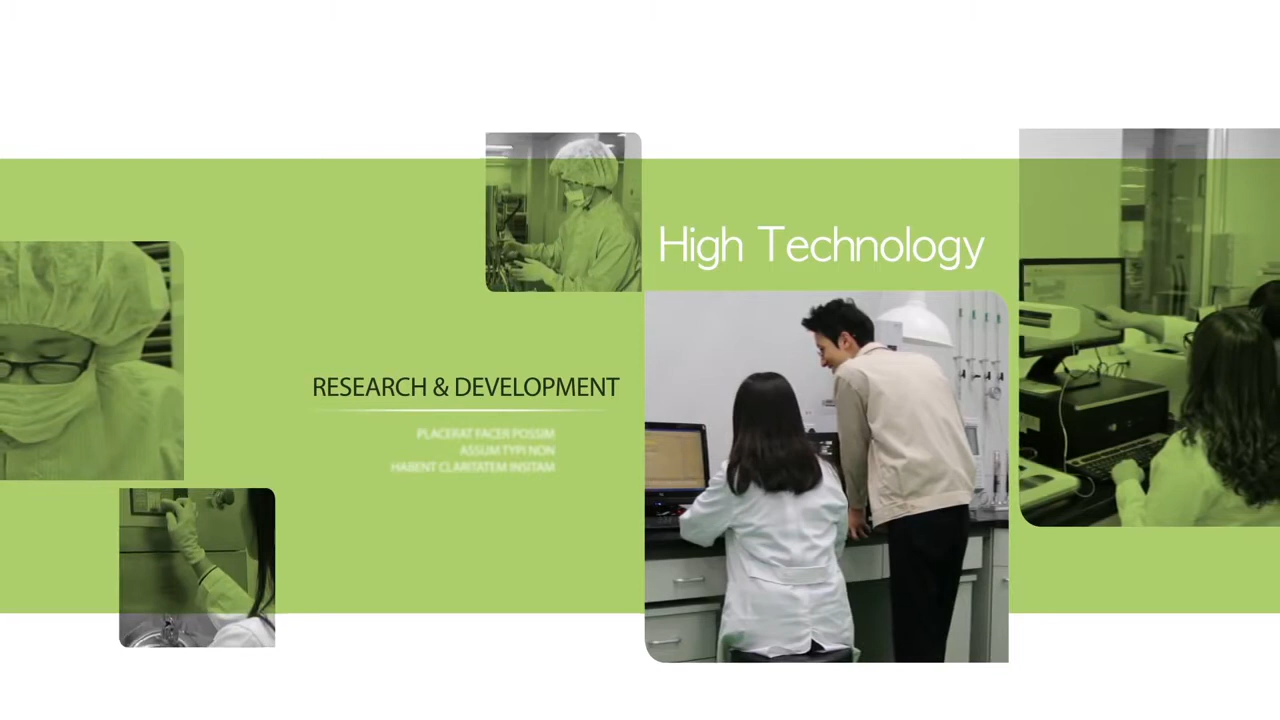 High Technology
RESEARCH & DEVELOPMENT
PLACERAT FACER POSSIM
ASSUM TYPI NON
HABENT CLARITATEM INSITAM